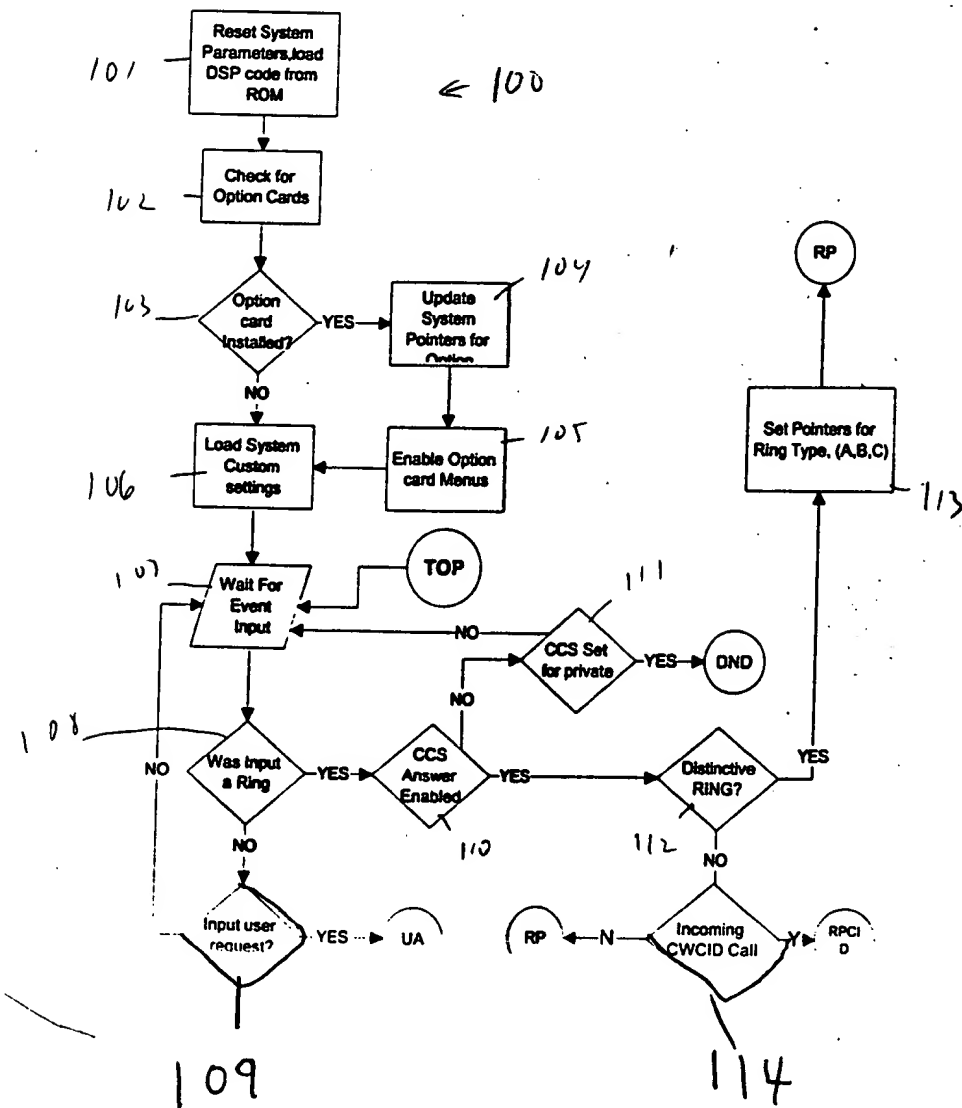 Reset System
Parameters,load
DSP code from
ROM
101
← 100
Check for
Option Cards
102
RP
103
Option
card
Installed?
YES
104
Update
System
Pointers for
Option
NO
Load System
Custom
settings
106
105
Enable Option
card Menus
Set Pointers for
Ring Type, (A,B,C)
113
107
Wait For
Event
Input
TOP
111
NO
CCS Set
for private
YES
DND
NO
108
NO
Was Input
a Ring
YES
CCS
Answer
Enabled
YES
110
Distinctive
RING?
YES
112
NO
NO
Input user
request?
YES
UA
RP
N
Incoming
CWCID Call
Y
RPCI
D
109
114